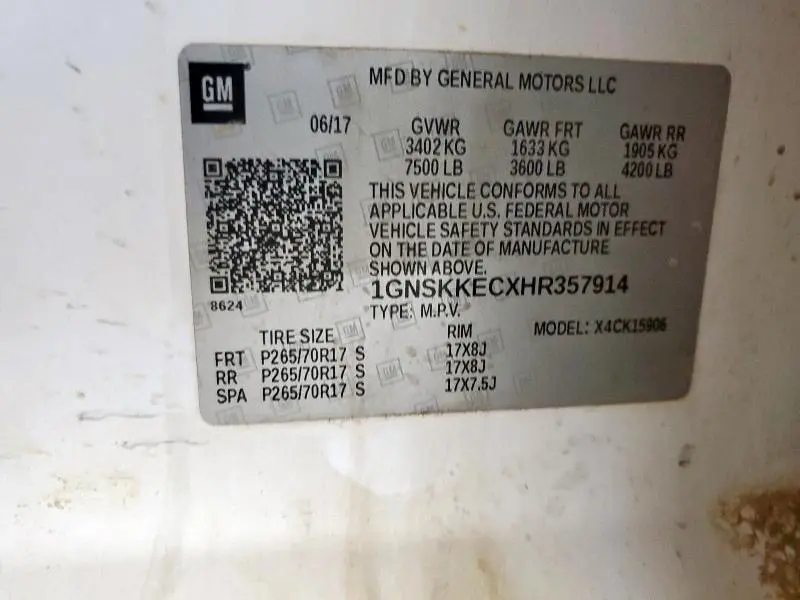 GM
MFD BY GENERAL MOTORS LLC
06/17
GVWR GAWR FRT GAWR RR
3402 KG 1633 KG 1905 KG
7500 LB 3600 LB 4200 LB
THIS VEHICLE CONFORMS TO ALL
APPLICABLE U.S. FEDERAL MOTOR
VEHICLE SAFETY STANDARDS IN EFFECT
ON THE DATE OF MANUFACTURE
SHOWN ABOVE.
8624
1GNSKKECXHR357914
TYPE: M.P.V.
MODEL: X4CK15906
TIRE SIZE RIM
FRT P265/70R17 S 17X8J
RR P265/70R17 S 17X8J
SPA P265/70R17 S 17X7.5J